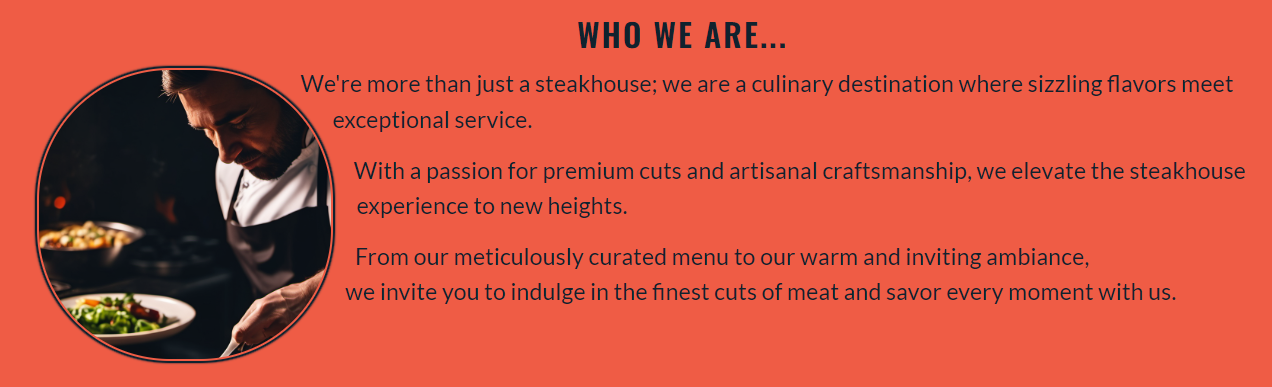 WHO WE ARE...
We're more than just a steakhouse; we are a culinary destination where sizzling flavors meet
exceptional service.
With a passion for premium cuts and artisanal craftsmanship, we elevate the steakhouse
experience to new heights.
From our meticulously curated menu to our warm and inviting ambiance,
we invite you to indulge in the finest cuts of meat and savor every moment with us.